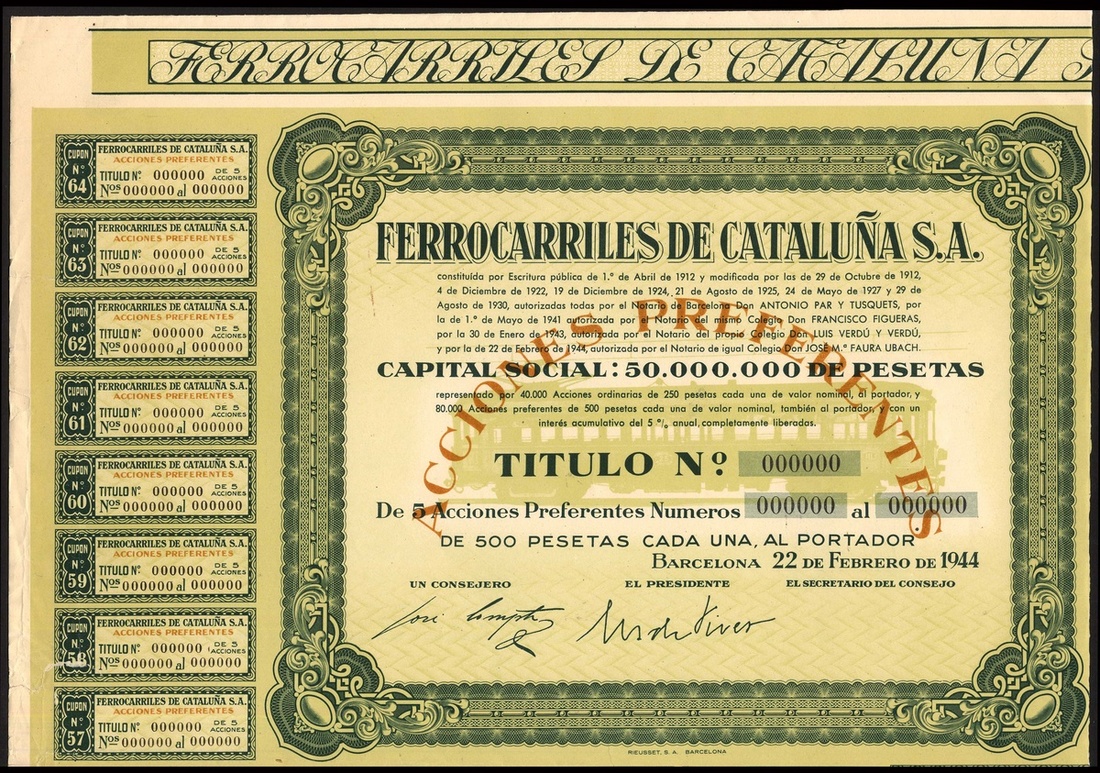 FERROCARRILES DE CATALUÑA
CUPON Nº 64
FERROCARRILES DE CATALUÑA S.A.
ACCIONES PREFERENTES
TITULO Nº 000000 DE 5 ACCIONES
Nos 000000 al 000000
CUPON Nº 63
FERROCARRILES DE CATALUÑA S.A.
ACCIONES PREFERENTES
TITULO Nº 000000 DE 5 ACCIONES
Nos 000000 al 000000
CUPON Nº 62
FERROCARRILES DE CATALUÑA S.A.
ACCIONES PREFERENTES
TITULO Nº 000000 DE 5 ACCIONES
Nos 000000 al 000000
CUPON Nº 61
FERROCARRILES DE CATALUÑA S.A.
ACCIONES PREFERENTES
TITULO Nº 000000 DE 5 ACCIONES
Nos 000000 al 000000
CUPON Nº 60
FERROCARRILES DE CATALUÑA S.A.
ACCIONES PREFERENTES
TITULO Nº 000000 DE 5 ACCIONES
Nos 000000 al 000000
CUPON Nº 59
FERROCARRILES DE CATALUÑA S.A.
ACCIONES PREFERENTES
TITULO Nº 000000 DE 5 ACCIONES
Nos 000000 al 000000
CUPON Nº 58
FERROCARRILES DE CATALUÑA S.A.
ACCIONES PREFERENTES
TITULO Nº 000000 DE 5 ACCIONES
Nos 000000 al 000000
CUPON Nº 57
FERROCARRILES DE CATALUÑA S.A.
ACCIONES PREFERENTES
TITULO Nº 000000 DE 5 ACCIONES
Nos 000000 al 000000
FERROCARRILES DE CATALUÑA S.A.
constituída por Escritura pública de 1.º de Abril de 1912 y modificada por las de 29 de Octubre de 1912,
4 de Diciembre de 1922, 19 de Diciembre de 1924, 21 de Agosto de 1925, 24 de Mayo de 1927 y 29 de
Agosto de 1930, autorizadas todas por el Notario de Barcelona Don ANTONIO PAR Y TUSQUETS, por
la de 1.º de Mayo de 1941 autorizada por el Notario del mismo Colegio Don FRANCISCO FIGUERAS,
por la 30 de Enero de 1943, autorizada por el Notario del propio Colegio Don LUIS VERDÚ Y VERDÚ,
y por la de 22 de Febrero de 1944, autorizada por el Notario de igual Colegio Don JOSÉ M.ª FAURA UBACH.
ACCIONES PREFERENTES
CAPITAL SOCIAL: 50.000.000 DE PESETAS
representado por 40.000 Acciones ordinarias de 250 pesetas cada una de valor nominal, al portador, y
80.000 Acciones preferentes de 500 pesetas cada una de valor nominal, también al portador, y con un
interés acumulativo del 5 % anual, completamente liberadas.
TITULO Nº 000000
De 5 Acciones Preferentes Numeros 000000 al 000000
DE 500 PESETAS CADA UNA, AL PORTADOR
BARCELONA 22 DE FEBRERO DE 1944
UN CONSEJERO EL PRESIDENTE EL SECRETARIO DEL CONSEJO
RIEUSSET, S. A. BARCELONA